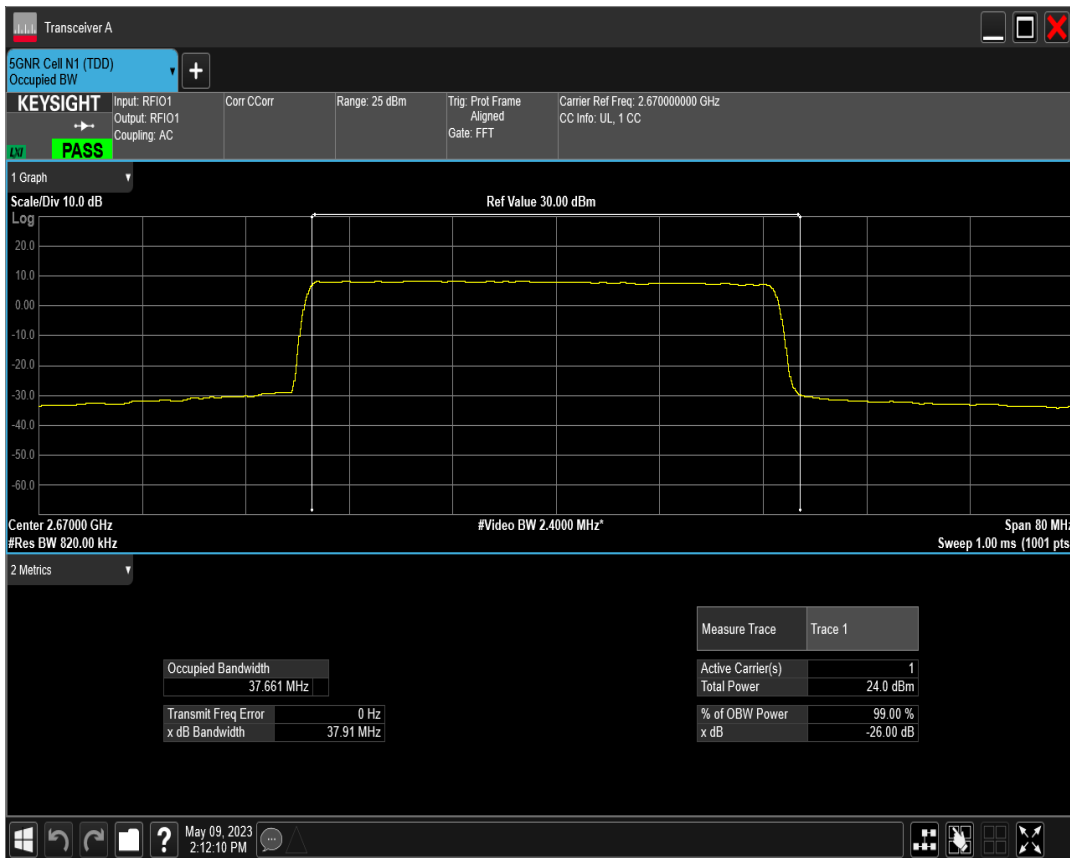 Transceiver A
5GNR Cell N1 (TDD)
Occupied BW
+
KEYSIGHT
LXI
PASS
Input: RFIO1
Output: RFIO1
Coupling: AC
Corr CCorr
Range: 25 dBm
Trig: Prot Frame
Aligned
Gate: FFT
Carrier Ref Freq: 2.670000000 GHz
CC Info: UL, 1 CC
1 Graph
Scale/Div 10.0 dB
Ref Value 30.00 dBm
Log
20.0
10.0
0.00
-10.0
-20.0
-30.0
-40.0
-50.0
-60.0
Center 2.67000 GHz
#Video BW 2.4000 MHz*
Span 80 MHz
#Res BW 820.00 kHz
Sweep 1.00 ms (1001 pts
2 Metrics
Measure Trace Trace 1
Occupied Bandwidth
37.661 MHz
Active Carrier(s) 1
Total Power 24.0 dBm
Transmit Freq Error 0 Hz
x dB Bandwidth 37.91 MHz
% of OBW Power 99.00 %
x dB -26.00 dB
?
May 09, 2023
2:12:10 PM